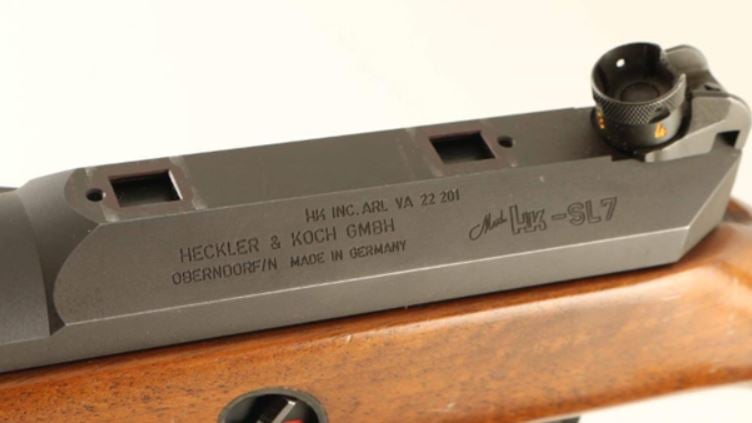 HK INC. ARL VA 22 201
HECKLER & KOCH GMBH
OBERNDORF/N MADE IN GERMANY
Mod. HK-SL7
4